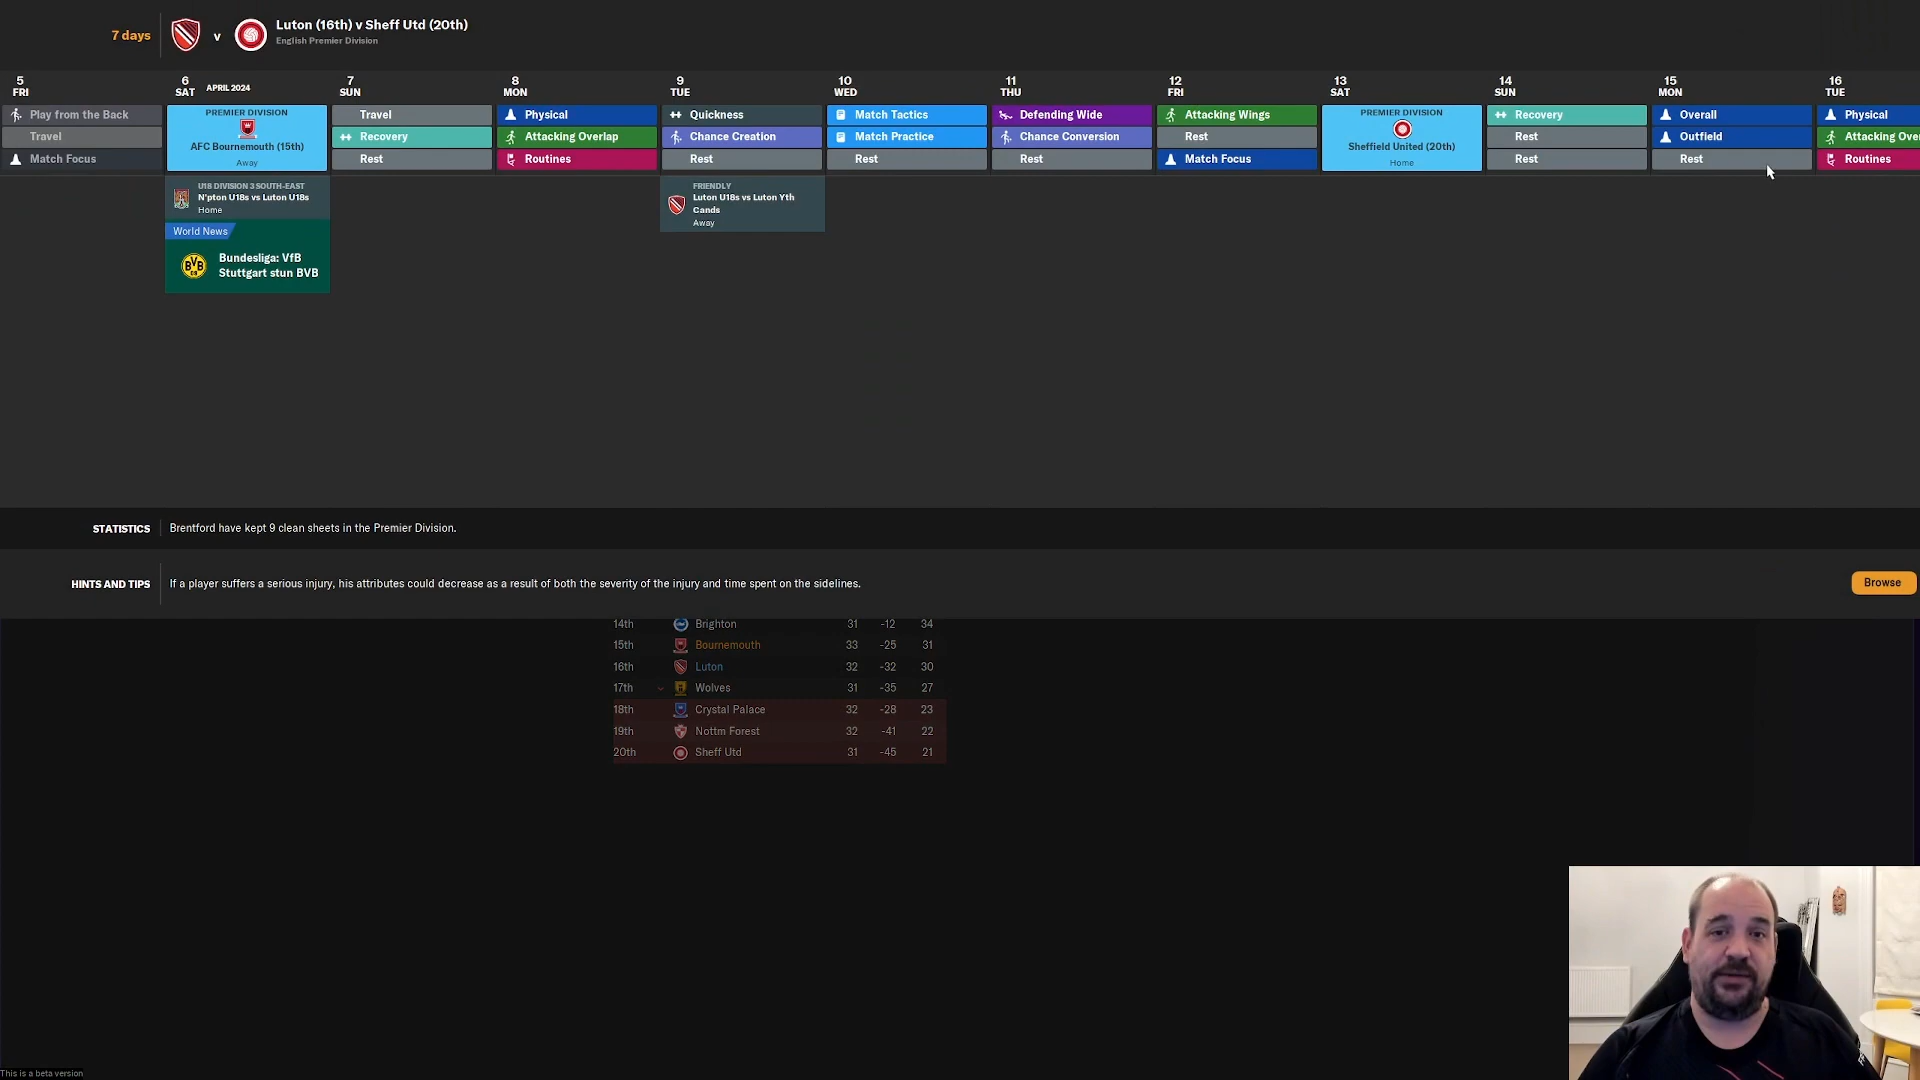 7 days
v
Luton (16th) v Sheff Utd (20th)
English Premier Division
5
FRI
6
SAT
APRIL 2024
7
SUN
8
MON
9
TUE
10
WED
11
THU
12
FRI
13
SAT
14
SUN
15
MON
16
TUE
Play from the Back
Travel
Match Focus
PREMIER DIVISION
AFC Bournemouth (15th)
Away
Travel
Recovery
Rest
Physical
Attacking Overlap
Routines
Quickness
Chance Creation
Rest
Match Tactics
Match Practice
Rest
Defending Wide
Chance Conversion
Rest
Attacking Wings
Rest
Match Focus
PREMIER DIVISION
Sheffield United (20th)
Home
Recovery
Rest
Rest
Overall
Outfield
Rest
Physical
Attacking Over
Routines
U18 DIVISION 3 SOUTH-EAST
N'pton U18s vs Luton U18s
Home
World News
BVB
09
Bundesliga: VfB
Stuttgart stun BVB
FRIENDLY
Luton U18s vs Luton Yth
Cands
Away
STATISTICS
Brentford have kept 9 clean sheets in the Premier Division.
HINTS AND TIPS
If a player suffers a serious injury, his attributes could decrease as a result of both the severity of the injury and time spent on the sidelines.
Browse
14th Brighton 31 -12 34
15th Bournemouth 33 -25 31
16th Luton 32 -32 30
17th Wolves 31 -35 27
18th Crystal Palace 32 -28 23
19th Nottm Forest 32 -41 22
20th Sheff Utd 31 -45 21
This is a beta version